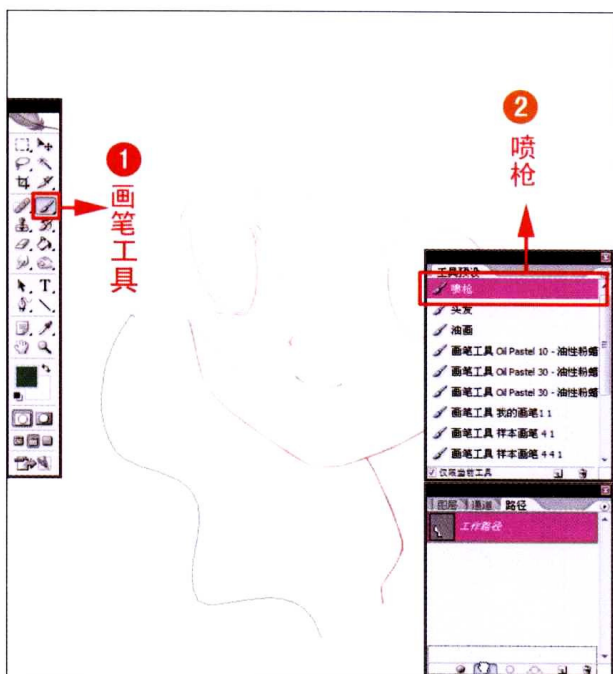 1
画笔工具
2
喷枪
工具预设
喷枪
头发
油画
画笔工具 Oil Pastel 10 - 油性粉蜡
画笔工具 Oil Pastel 30 - 油性粉蜡
画笔工具 Oil Pastel 30 - 油性粉蜡
画笔工具 我的画笔1 1
画笔工具 样本画笔 4 1
画笔工具 样本画笔 4 4 1
仅限当前工具
图层 通道 路径
工作路径